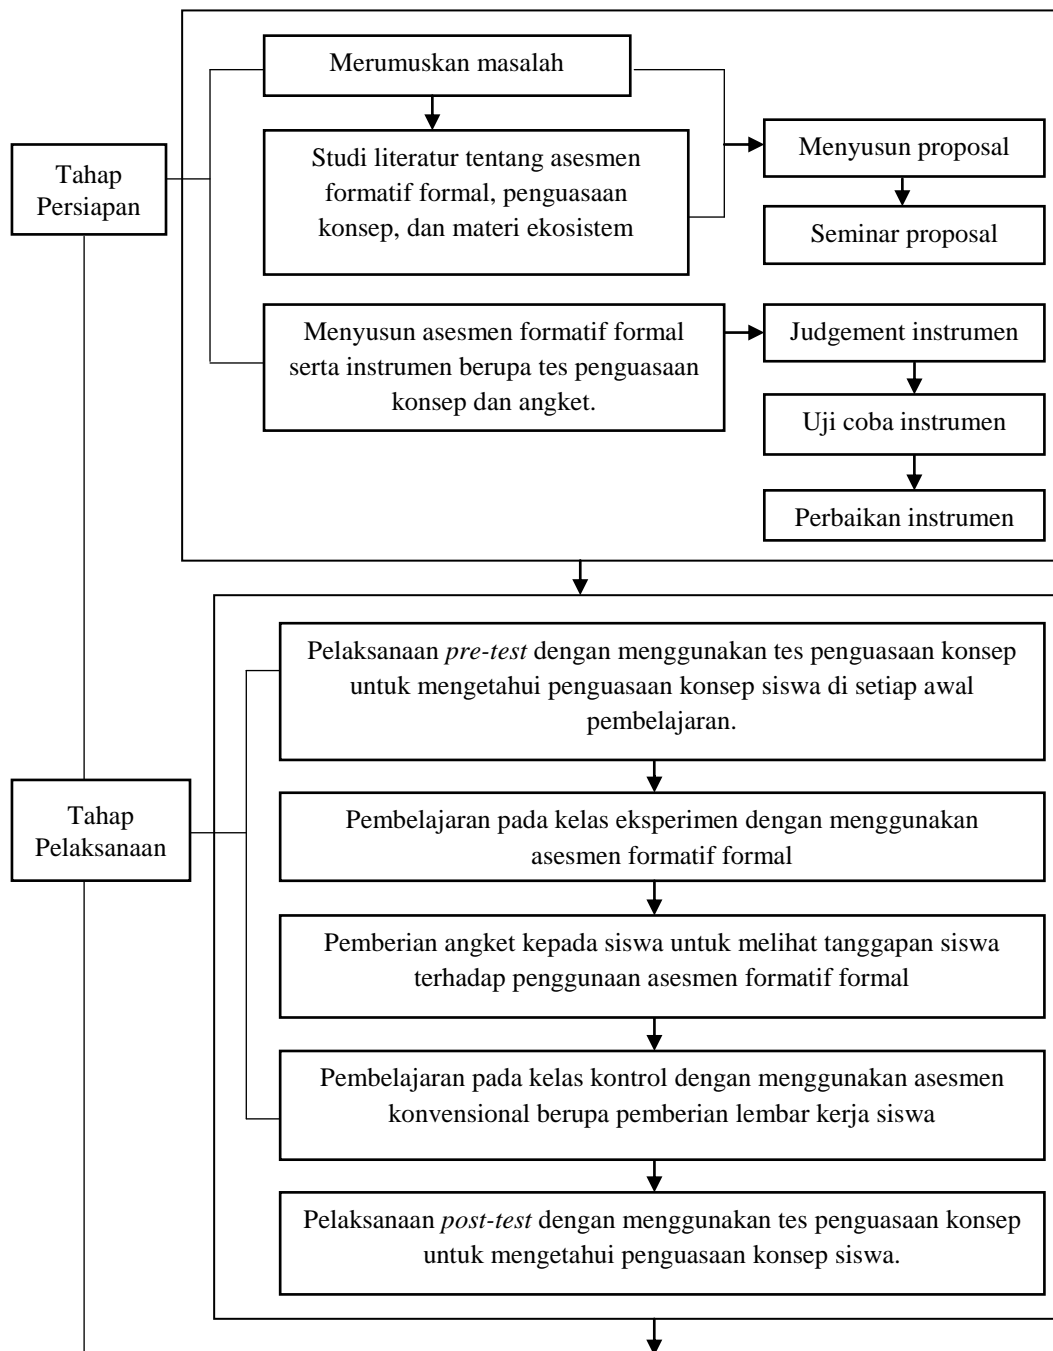 Merumuskan masalah
Studi literatur tentang asesmen
formatif formal, penguasaan
konsep, dan materi ekosistem
Menyusun proposal
Seminar proposal
Tahap
Persiapan
Menyusun asesmen formatif formal
serta instrumen berupa tes penguasaan
konsep dan angket.
Judgement instrumen
Uji coba instrumen
Perbaikan instrumen
Pelaksanaan pre-test dengan menggunakan tes penguasaan konsep
untuk mengetahui penguasaan konsep siswa di setiap awal
pembelajaran.
Tahap
Pelaksanaan
Pembelajaran pada kelas eksperimen dengan menggunakan
asesmen formatif formal
Pemberian angket kepada siswa untuk melihat tanggapan siswa
terhadap penggunaan asesmen formatif formal
Pembelajaran pada kelas kontrol dengan menggunakan asesmen
konvensional berupa pemberian lembar kerja siswa
Pelaksanaan post-test dengan menggunakan tes penguasaan konsep
untuk mengetahui penguasaan konsep siswa.